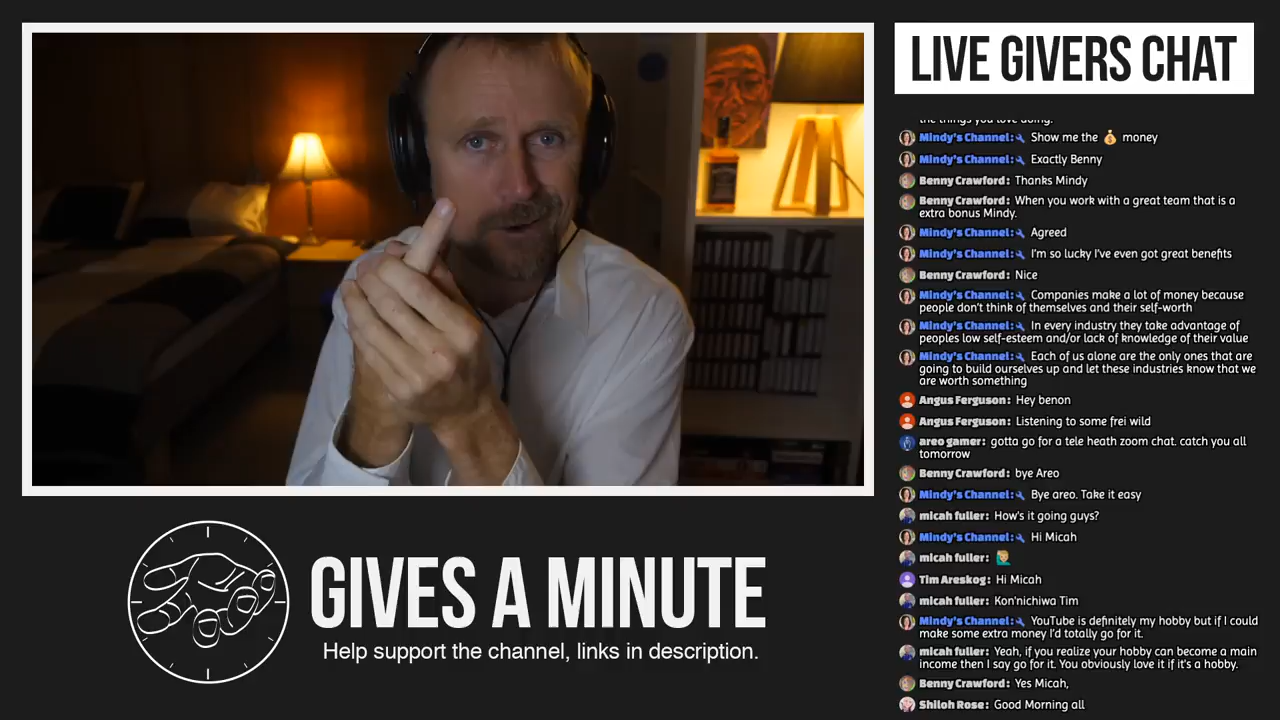 LIVE GIVERS CHAT
the things you love doing.
Mindy's Channel: Show me the 💰 money
Mindy's Channel: Exactly Benny
Benny Crawford: Thanks Mindy
Benny Crawford: When you work with a great team that is a
extra bonus Mindy.
Mindy's Channel: Agreed
Mindy's Channel: I'm so lucky I've even got great benefits
Benny Crawford: Nice
Mindy's Channel: Companies make a lot of money because
people don't think of themselves and their self-worth
Mindy's Channel: In every industry they take advantage of
peoples low self-esteem and/or lack of knowledge of their value
Mindy's Channel: Each of us alone are the only ones that are
going to build ourselves up and let these industries know that we
are worth something
Angus Ferguson: Hey benon
Angus Ferguson: Listening to some frei wild
areo gamer: gotta go for a tele heath zoom chat. catch you all
tomorrow
Benny Crawford: bye Areo
Mindy's Channel: Bye areo. Take it easy
micah fuller: How's it going guys?
Mindy's Channel: Hi Micah
micah fuller: 🙋🏼‍♂️
Tim Areskog: Hi Micah
micah fuller: Kon'nichiwa Tim
Mindy's Channel: YouTube is definitely my hobby but if I could
make some extra money I'd totally go for it.
micah fuller: Yeah, if you realize your hobby can become a main
income then I say go for it. You obviously love it if it's a hobby.
Benny Crawford: Yes Micah,
Shiloh Rose: Good Morning all
GIVES A MINUTE
Help support the channel, links in description.